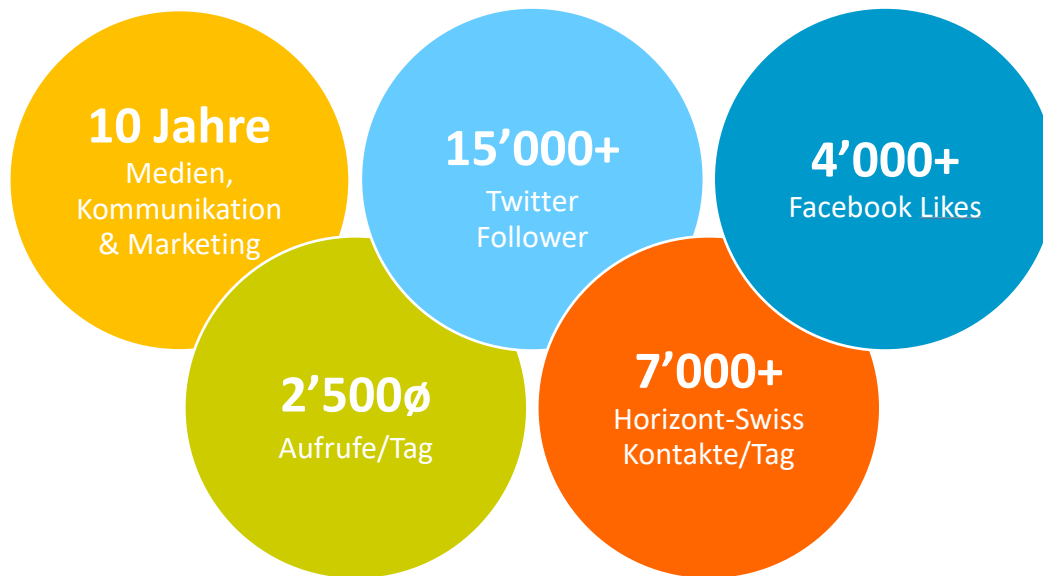 10 Jahre
Medien,
Kommunikation
& Marketing
15’000+
Twitter
Follower
4’000+
Facebook Likes
2’500ø
Aufrufe/Tag
7’000+
Horizont-Swiss
Kontakte/Tag